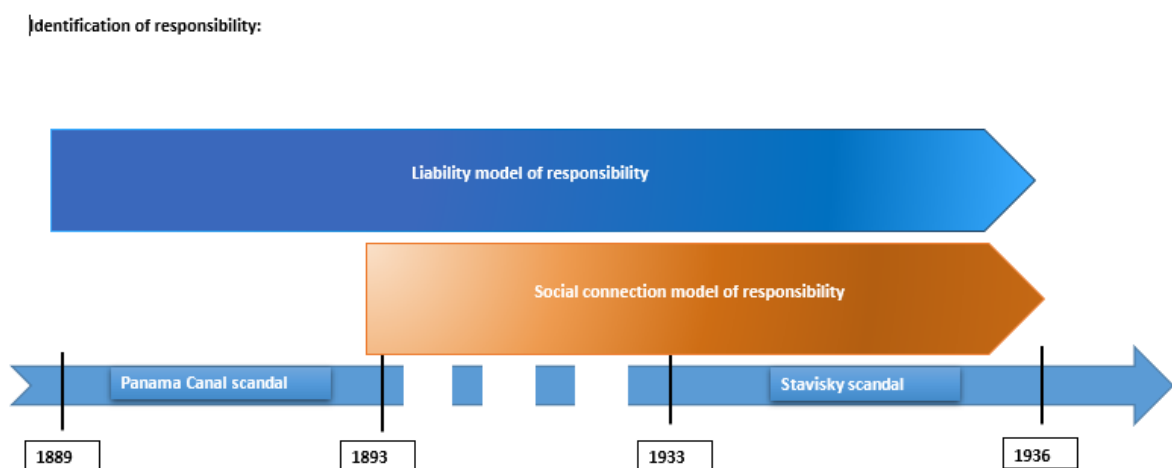 Identification of responsibility:
Liability model of responsibility
Social connection model of responsibility
Panama Canal scandal
Stavisky scandal
1889
1893
1933
1936